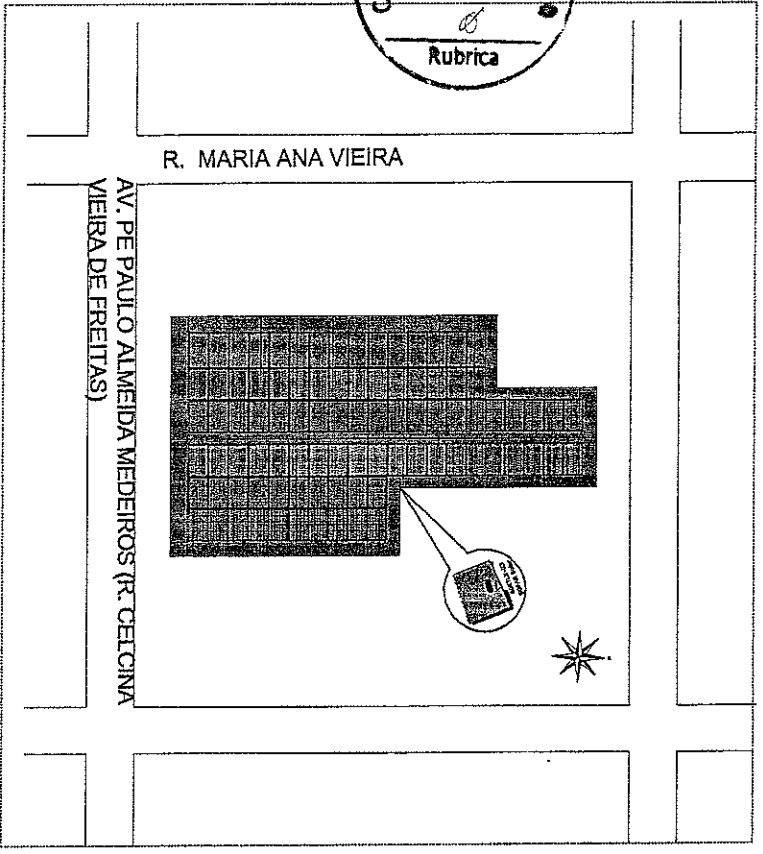 Rubrica
R. MARIA ANA VIEIRA
AV. PE PAULO ALMEIDA MEDEIROS (R. CELCINA
VIEIRA DE FREITAS)